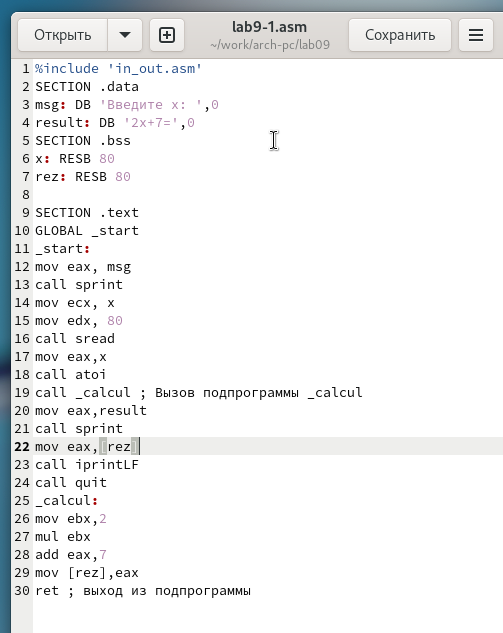 Открыть
lab9-1.asm
~/work/arch-pc/lab09
Сохранить
1 %include 'in_out.asm'
2 SECTION .data
3 msg: DB 'Введите x: ',0
4 result: DB '2x+7=',0
5 SECTION .bss
6 x: RESB 80
7 rez: RESB 80
8
9 SECTION .text
10 GLOBAL _start
11 _start:
12 mov eax, msg
13 call sprint
14 mov ecx, x
15 mov edx, 80
16 call sread
17 mov eax,x
18 call atoi
19 call _calcul ; Вызов подпрограммы _calcul
20 mov eax,result
21 call sprint
22 mov eax,[rez]
23 call iprintLF
24 call quit
25 _calcul:
26 mov ebx,2
27 mul ebx
28 add eax,7
29 mov [rez],eax
30 ret ; выход из подпрограммы